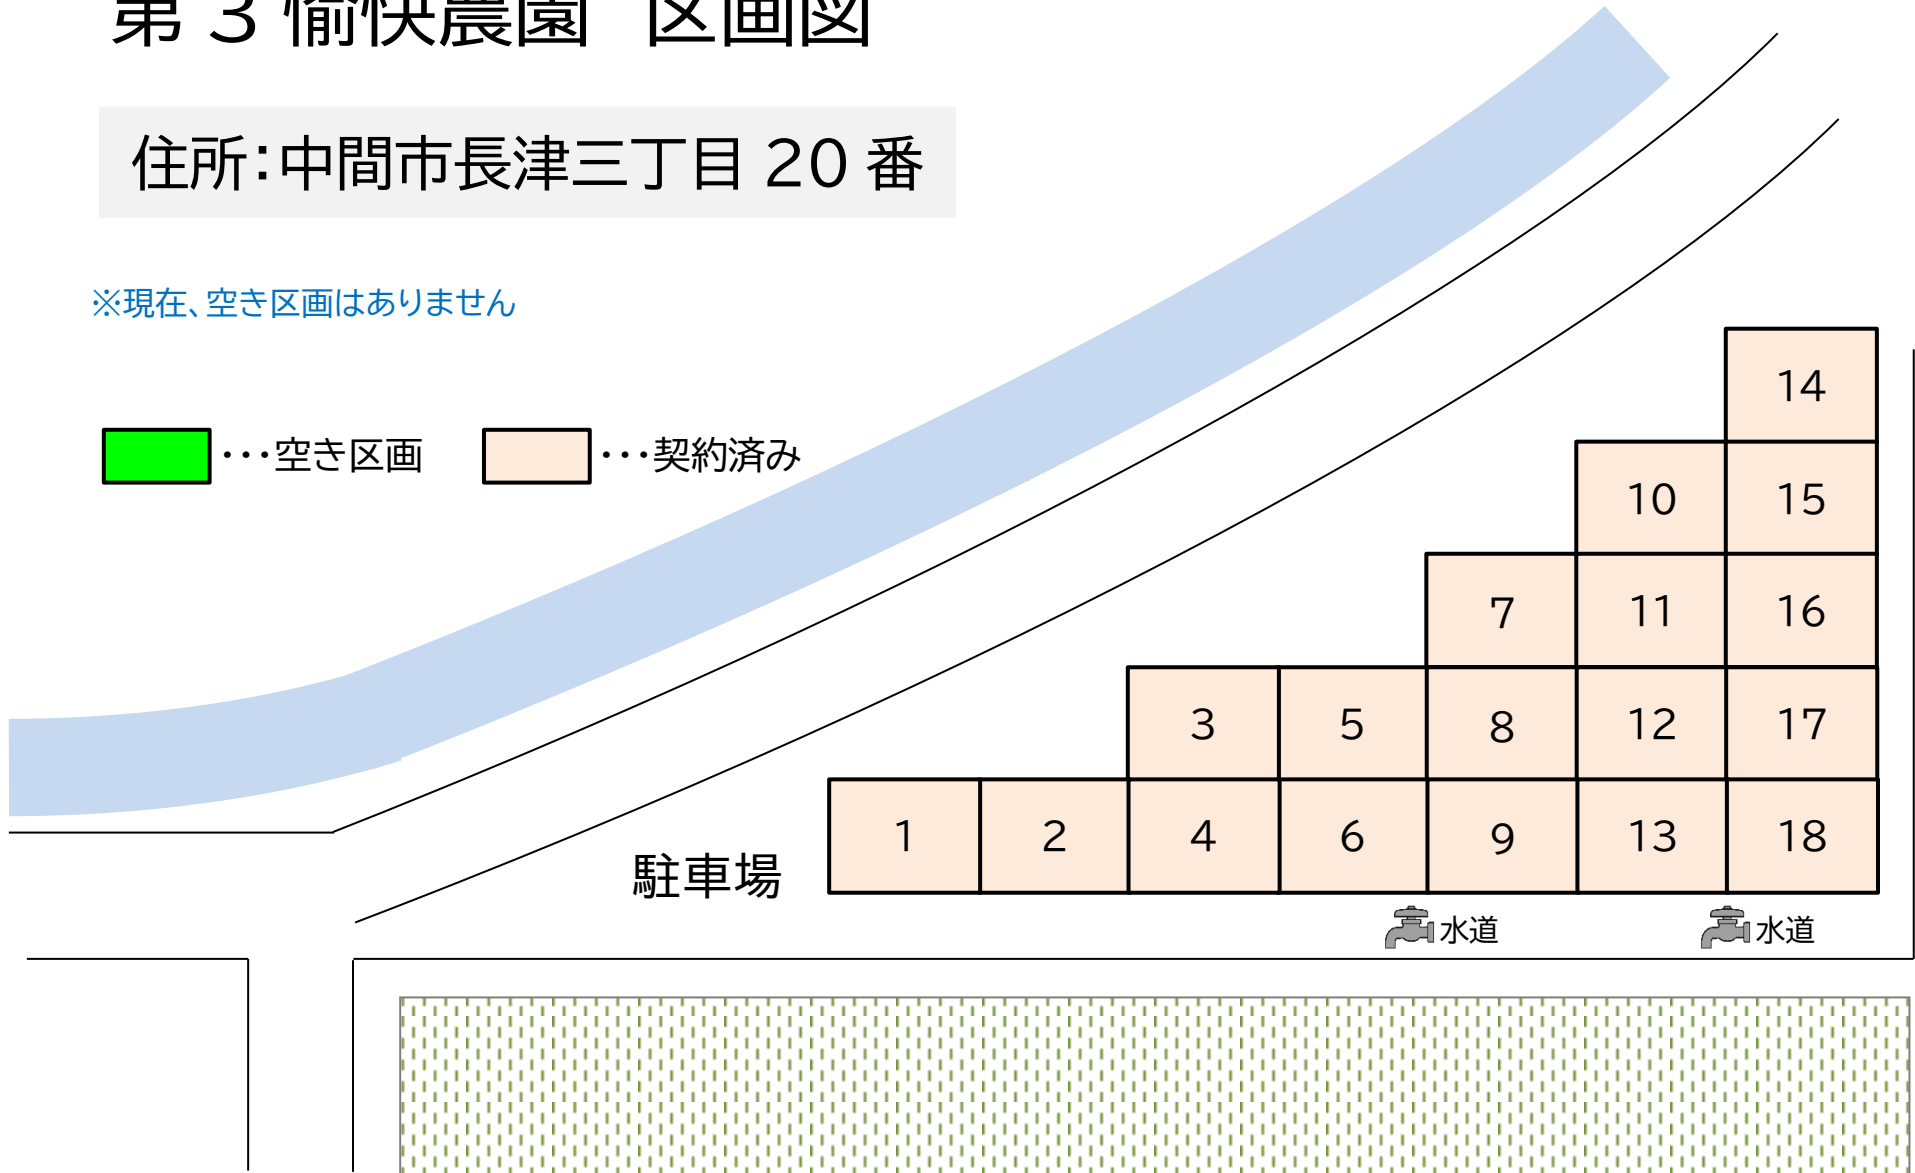 第3愉快農園　区画図
住所：中間市長津三丁目20番
※現在、空き区画はありません
・・・空き区画
・・・契約済み
14
10 15
7 11 16
3 5 8 12 17
1 2 4 6 9 13 18
駐車場
水道 水道